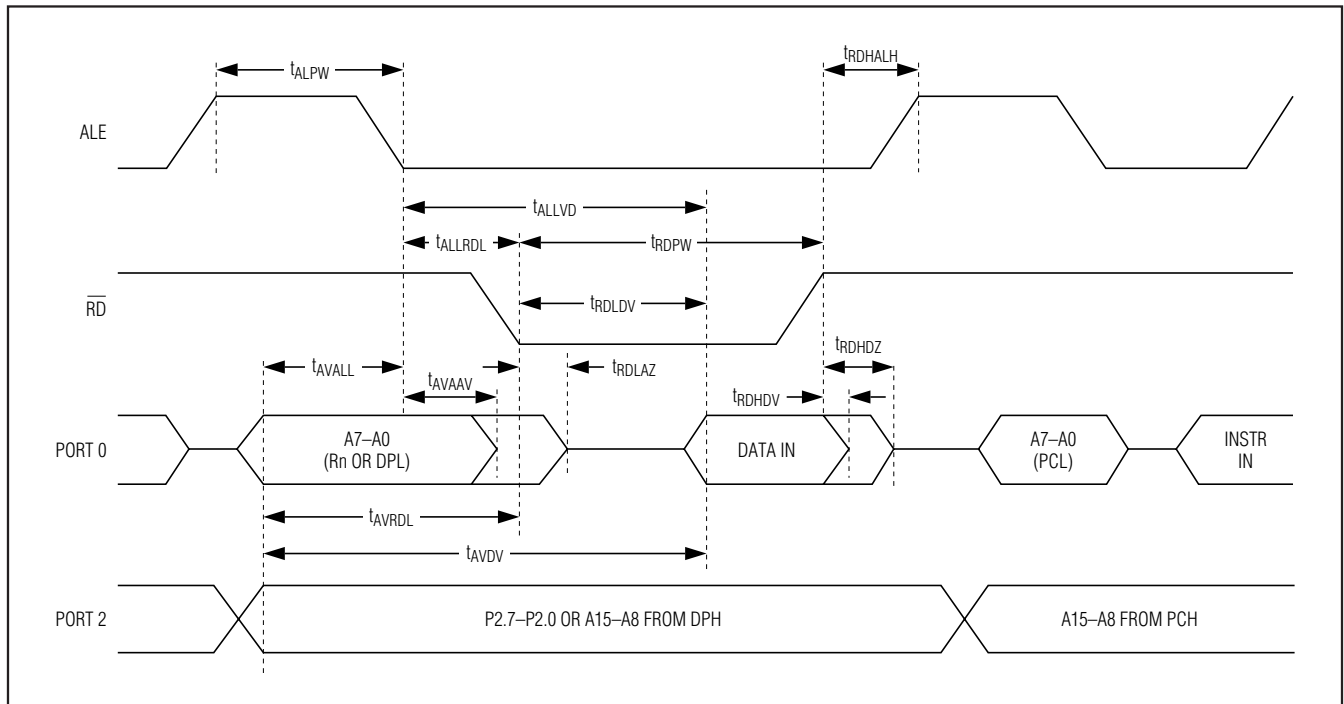 tALPW
tRDHALH
ALE
tALLVD
tALLRDL
tRDPW
RD
tRDLDV
tRDHDZ
tAVALL
tRDLAZ
tAVAAV
tRDHDV
PORT 0
A7–A0
(Rn OR DPL)
DATA IN
A7–A0
(PCL)
INSTR
IN
tAVRDL
tAVDV
PORT 2
P2.7–P2.0 OR A15–A8 FROM DPH
A15–A8 FROM PCH